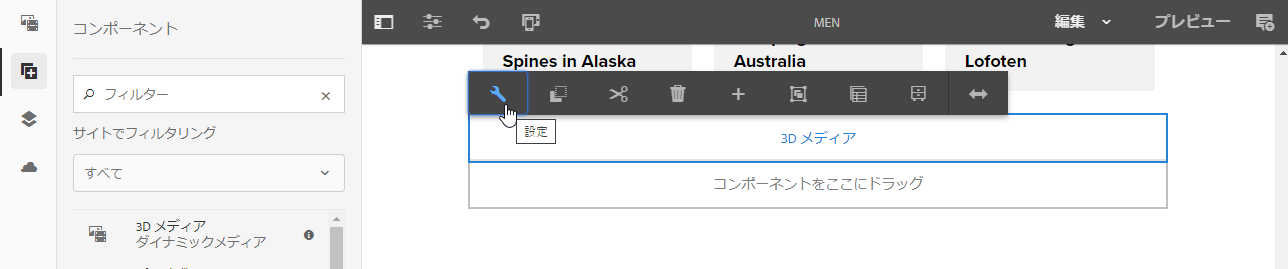 コンポーネント
フィルター
サイトでフィルタリング
すべて
3D メディア
ダイナミックメディア
MEN
編集
プレビュー
Spines in Alaska
Australia
Lofoten
設定
3D メディア
コンポーネントをここにドラッグ